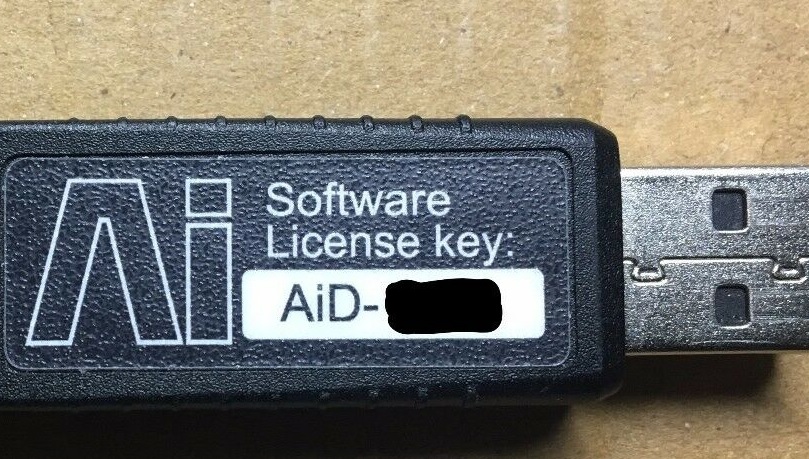 Ai
Software
License key:
AiD-